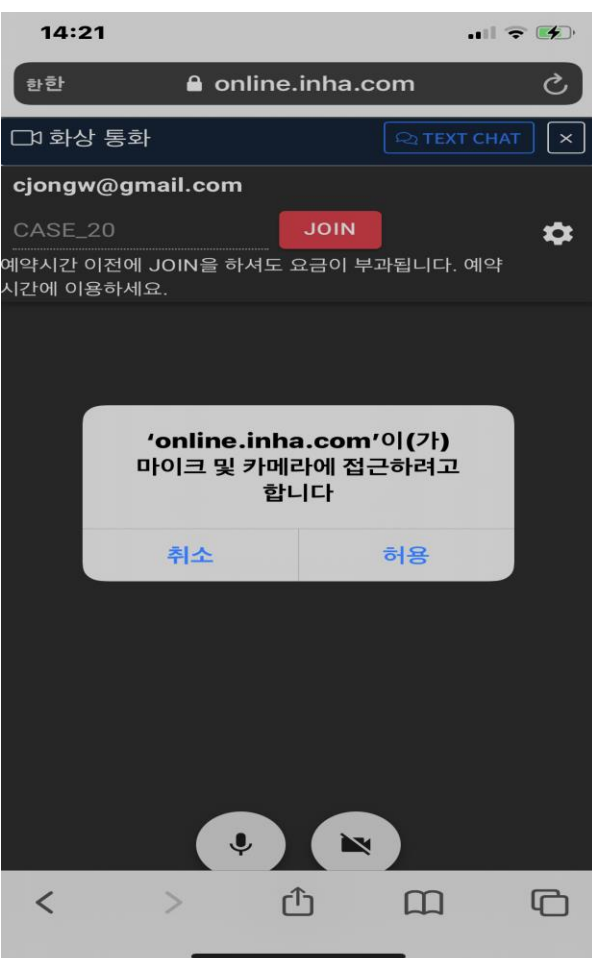 14:21
한한 online.inha.com
화상 통화 TEXT CHAT
cjongw@gmail.com
CASE_20 JOIN
예약시간 이전에 JOIN을 하셔도 요금이 부과됩니다. 예약
시간에 이용하세요.
‘online.inha.com’이(가)
마이크 및 카메라에 접근하려고
합니다
취소 허용